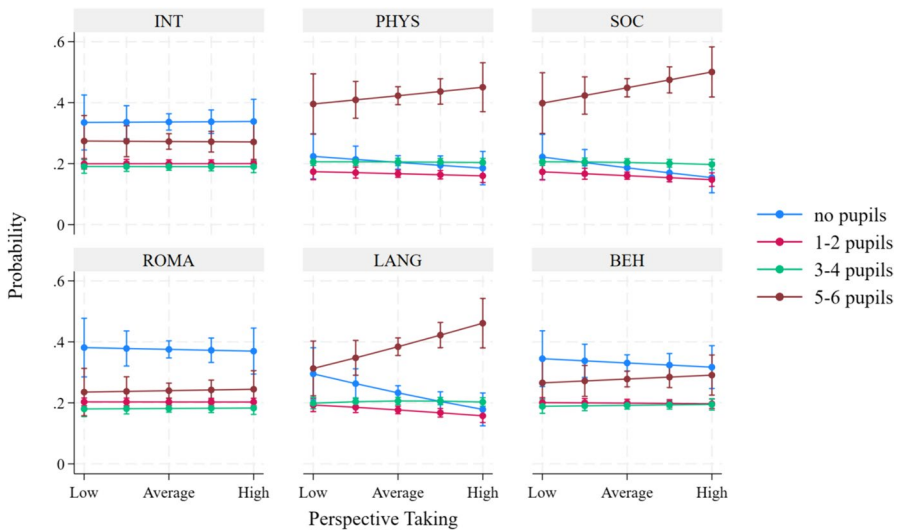 INT PHYS SOC
.6
.4
.2
0
ROMA LANG BEH
.6
.4
.2
0
Low Average High Low Average High Low Average High
Probability
Perspective Taking
no pupils
1-2 pupils
3-4 pupils
5-6 pupils